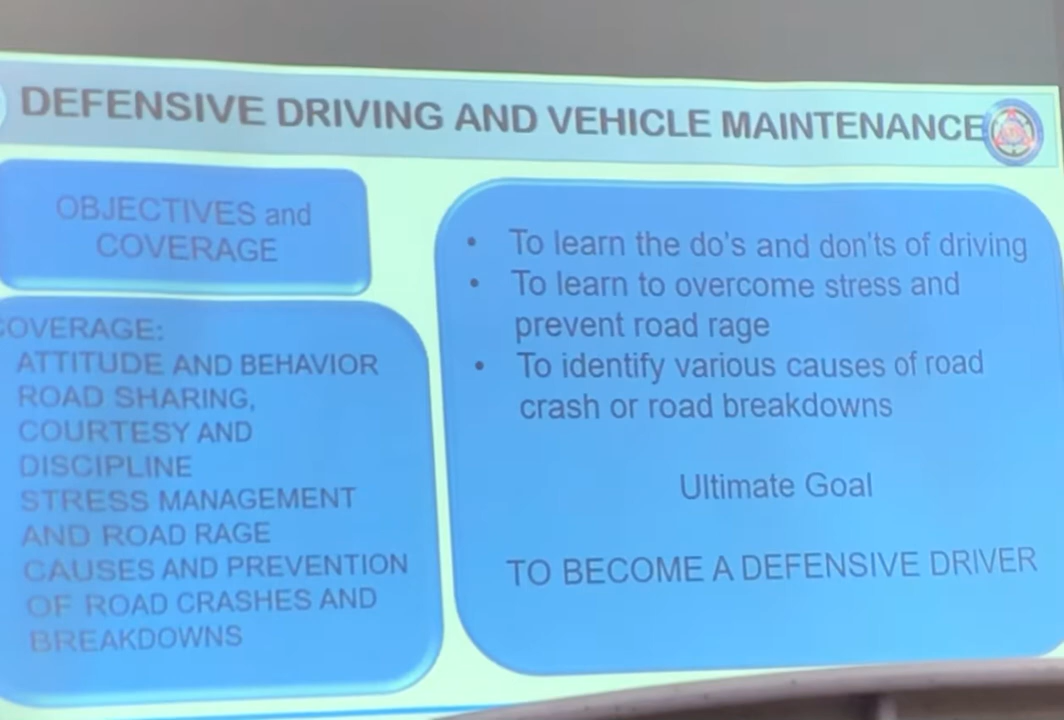 DEFENSIVE DRIVING AND VEHICLE MAINTENANCE
OBJECTIVES and
COVERAGE
COVERAGE:
ATTITUDE AND BEHAVIOR
ROAD SHARING,
COURTESY AND
DISCIPLINE
STRESS MANAGEMENT
AND ROAD RAGE
CAUSES AND PREVENTION
OF ROAD CRASHES AND
BREAKDOWNS
• To learn the do's and don'ts of driving
• To learn to overcome stress and
prevent road rage
• To identify various causes of road
crash or road breakdowns
Ultimate Goal
TO BECOME A DEFENSIVE DRIVER